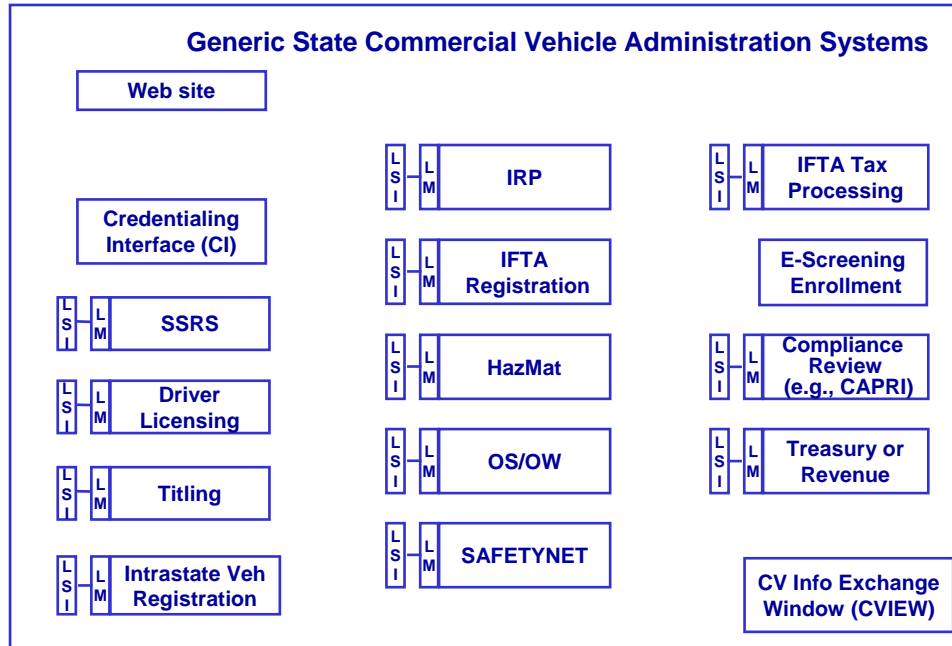 Generic State Commercial Vehicle Administration Systems
Web site
Credentialing
Interface (CI)
L
S
I
L
M
SSRS
L
S
I
L
M
Driver
Licensing
L
S
I
L
M
Titling
L
S
I
L
M
Intrastate Veh
Registration
L
S
I
L
M
IRP
L
S
I
L
M
IFTA
Registration
L
S
I
L
M
HazMat
L
S
I
L
M
OS/OW
L
S
I
L
M
SAFETYNET
L
S
I
L
M
IFTA Tax
Processing
E-Screening
Enrollment
L
S
I
L
M
Compliance
Review
(e.g., CAPRI)
L
S
I
L
M
Treasury or
Revenue
CV Info Exchange
Window (CVIEW)